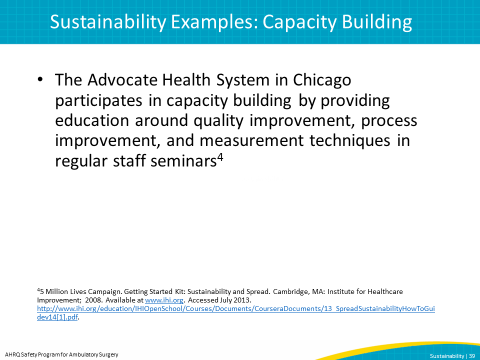 Sustainability Examples: Capacity Building
• The Advocate Health System in Chicago
participates in capacity building by providing
education around quality improvement, process
improvement, and measurement techniques in
regular staff seminars4
45 Million Lives Campaign. Getting Started Kit: Sustainability and Spread. Cambridge, MA: Institute for Healthcare
Improvement; 2008. Available at www.ihi.org. Accessed July 2013.
http://www.ihi.org/education/IHIOpenSchool/Courses/Documents/CourseraDocuments/13_SpreadSustainabilityHowToGui
dev14[1].pdf.
AHRQ Safety Program for Ambulatory Surgery
Sustainability | 39